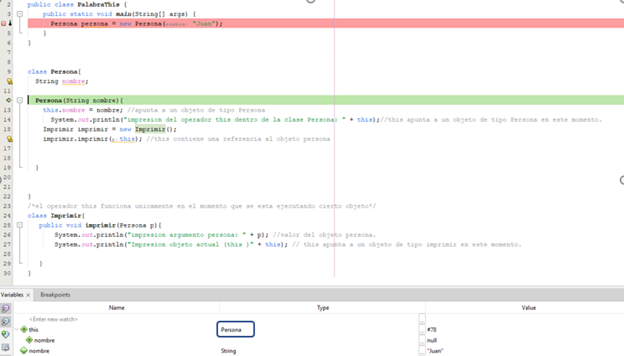 2 public class PalabraThis {
3 public static void main(String[] args) {
Persona persona = new Persona(nombre: "Juan");
5 }
6 }
7
8
9 class Persona{
String nombre;
11
Persona(String nombre){
13 this.nombre = nombre; //apunta a un objeto de tipo Persona
14 System.out.println("impresion del operador this dentro de la clase Persona: " + this);//this apunta a un objeto de tipo Persona en este momento.
15 Imprimir imprimir = new Imprimir();
imprimir.imprimir(p:this); //this contiene una referencia al objeto persona
17
18
19 }
20
21
22 }
23 /*el operador this funciona unicamente en el momento que se esta ejecutando cierto objeto*/
24 class Imprimir{
25 public void imprimir(Persona p){
26 System.out.println("impresion argumento persona: " + p); //valor del objeto persona.
27 System.out.println("Impresion objeto actual (this )" + this); // this apunta a un objeto de tipo imprimir en este momento.
28
29 }
30 }
Variables × Breakpoints
Name Type Value
<Enter new watch>
this Persona #78
nombre null
nombre String "Juan"